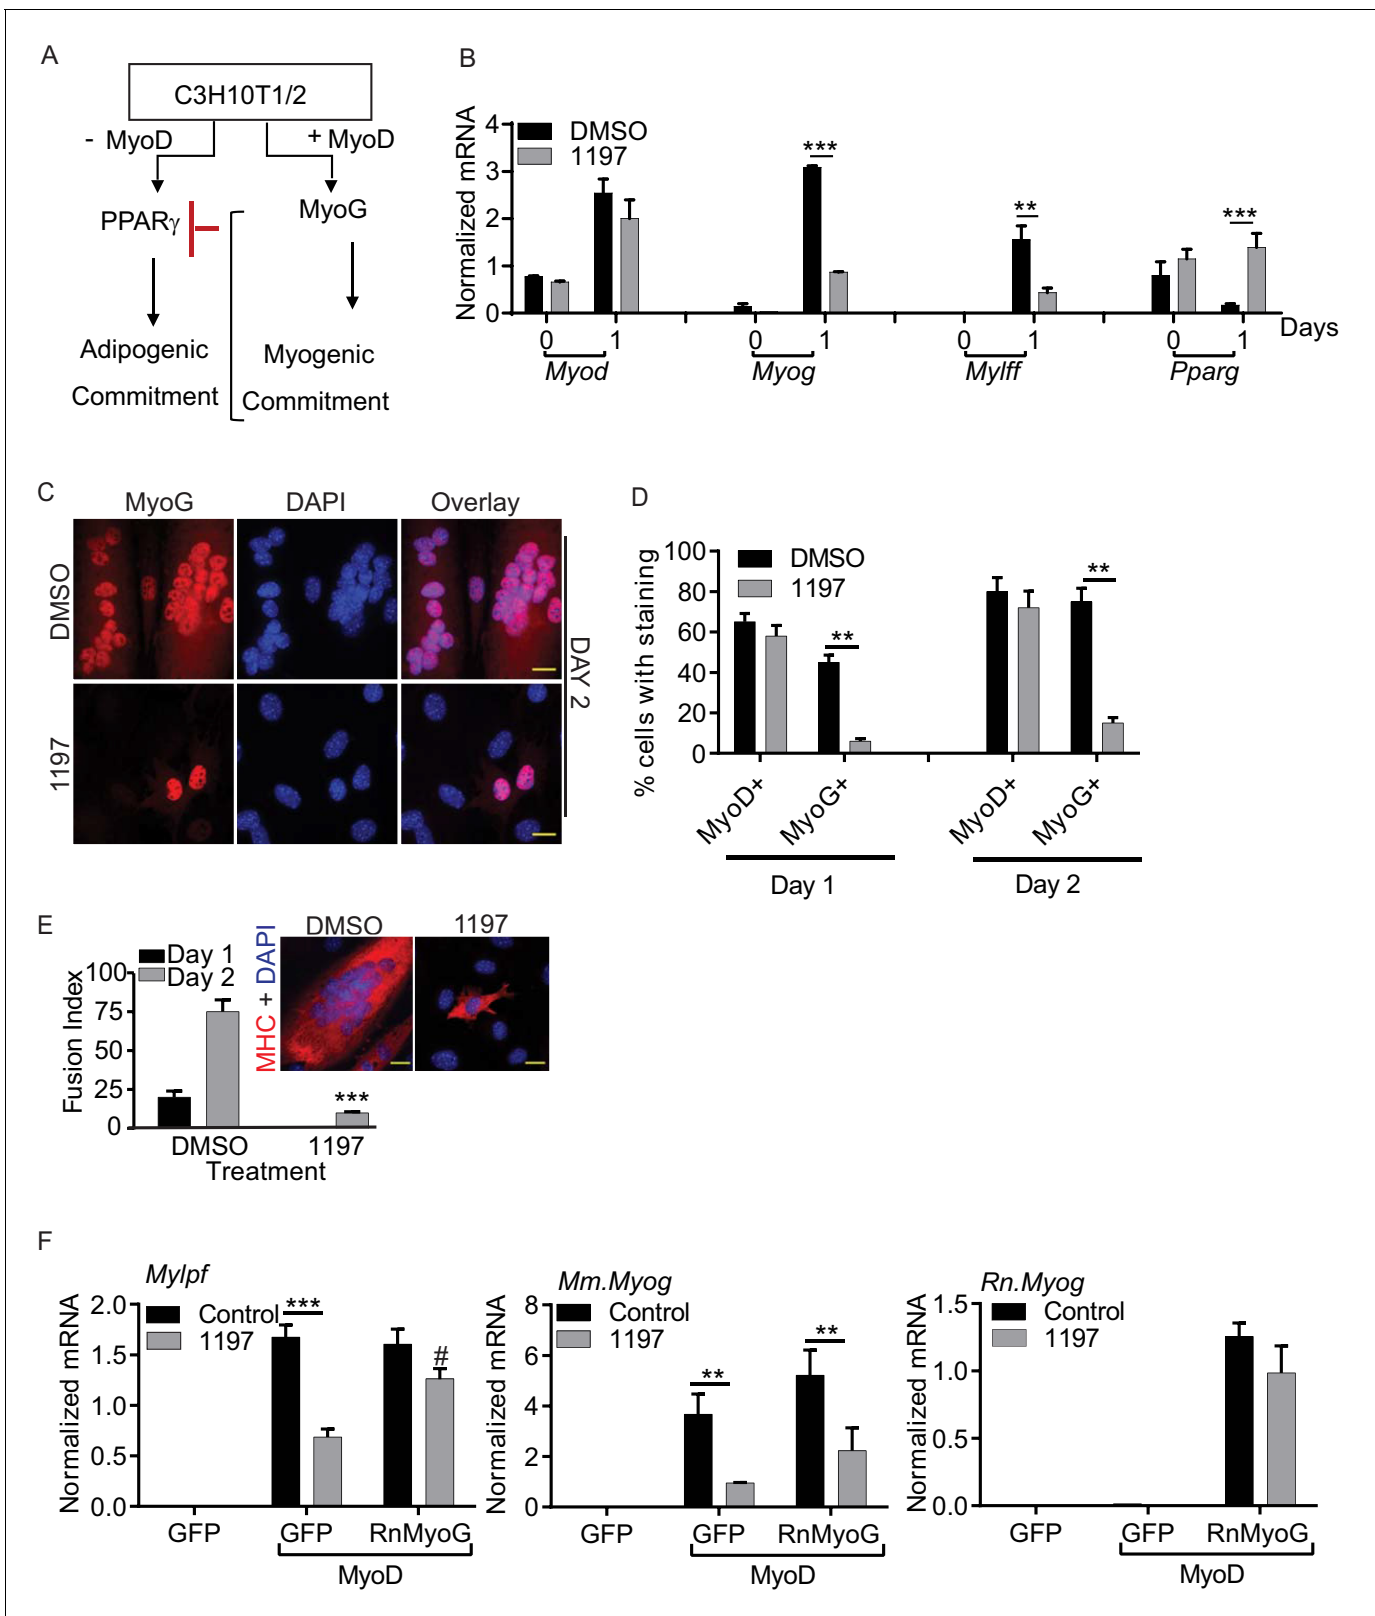 A
C3H10T1/2
- MyoD
+ MyoD
PPARγ
MyoG
Adipogenic
Commitment
Myogenic
Commitment
B
Normalized mRNA
4
3
2
1
0
DMSO
1197
***
**
***
0 1 0 1 0 1 0 1 Days
Myod Myog Mylff Pparg
C
MyoG DAPI Overlay
DMSO
1197
DAY 2
D
% cells with staining
100
80
60
40
20
0
DMSO
1197
**
**
MyoD+ MyoG+ MyoD+ MyoG+
Day 1 Day 2
E
Fusion Index
100
75
50
25
0
Day 1
Day 2
***
DMSO 1197
Treatment
DMSO 1197
MHC + DAPI
F
Mylpf
Normalized mRNA
2.0
1.5
1.0
0.5
0.0
Control
1197
***
#
GFP GFP RnMyoG
MyoD
Mm.Myog
Normalized mRNA
8
6
4
2
0
Control
1197
**
**
GFP GFP RnMyoG
MyoD
Rn.Myog
Normalized mRNA
1.5
1.0
0.5
0.0
Control
1197
GFP GFP RnMyoG
MyoD